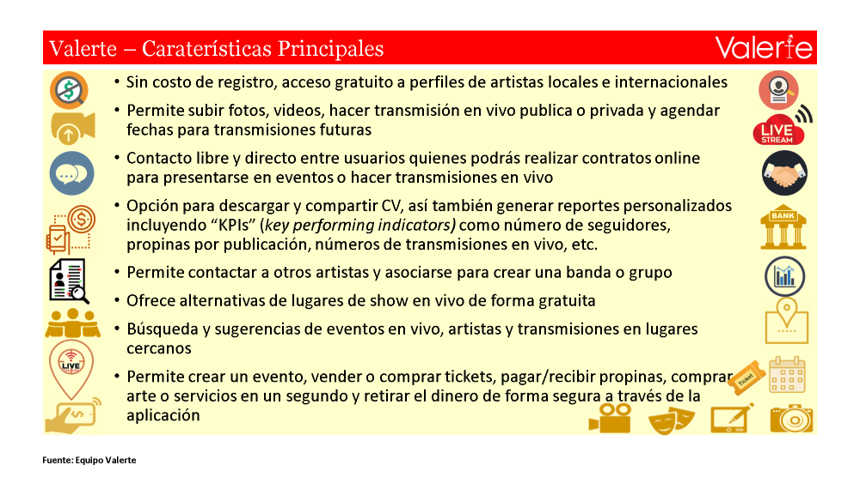 Valerte – Caraterísticas Principales
Valerte
• Sin costo de registro, acceso gratuito a perfiles de artistas locales e internacionales
• Permite subir fotos, videos, hacer transmisión en vivo publica o privada y agendar
fechas para transmisiones futuras
LIVE
STREAM
• Contacto libre y directo entre usuarios quienes podrás realizar contratos online
para presentarse en eventos o hacer transmisiones en vivo
• Opción para descargar y compartir CV, así también generar reportes personalizados
incluyendo “KPIs” (key performing indicators) como número de seguidores,
propinas por publicación, números de transmisiones en vivo, etc.
BANK
• Permite contactar a otros artistas y asociarse para crear una banda o grupo
• Ofrece alternativas de lugares de show en vivo de forma gratuita
• Búsqueda y sugerencias de eventos en vivo, artistas y transmisiones en lugares
cercanos
LIVE
• Permite crear un evento, vender o comprar tickets, pagar/recibir propinas, comprar
arte o servicios en un segundo y retirar el dinero de forma segura a través de la
aplicación
Ticket
Fuente: Equipo Valerte